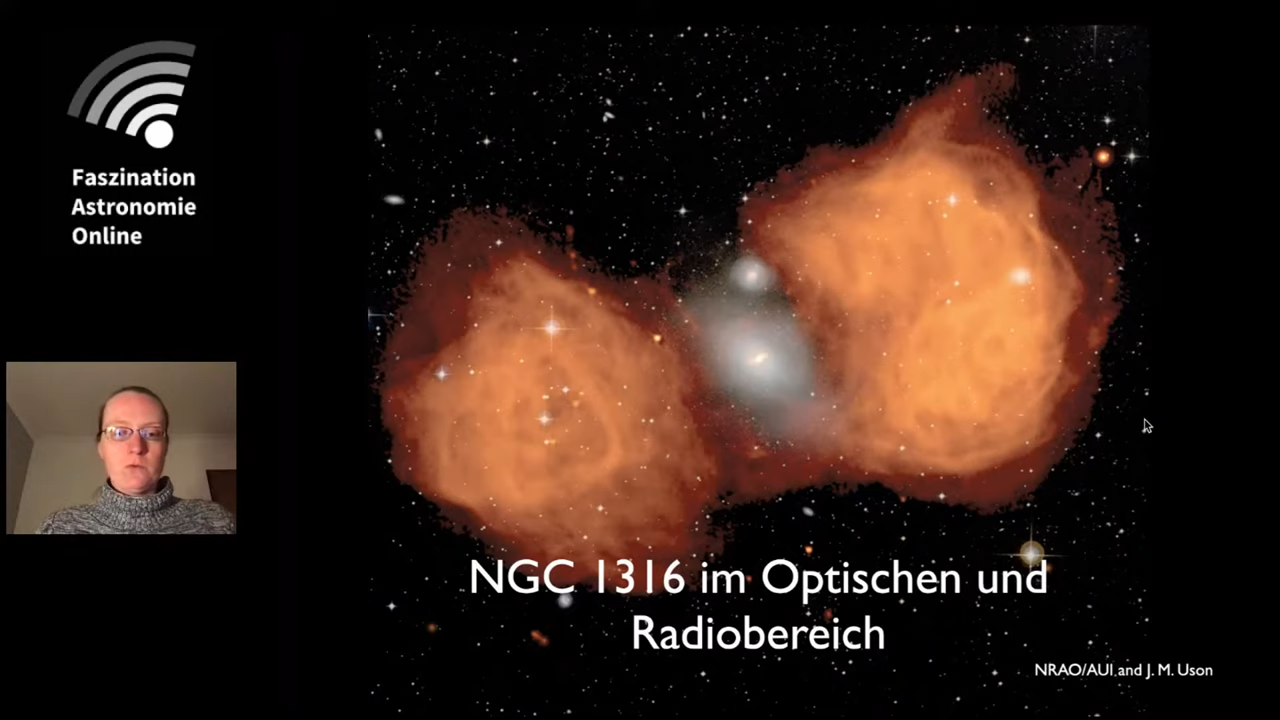 Faszination
Astronomie
Online
NGC 1316 im Optischen und
Radiobereich
NRAO/AUI and J. M. Uson